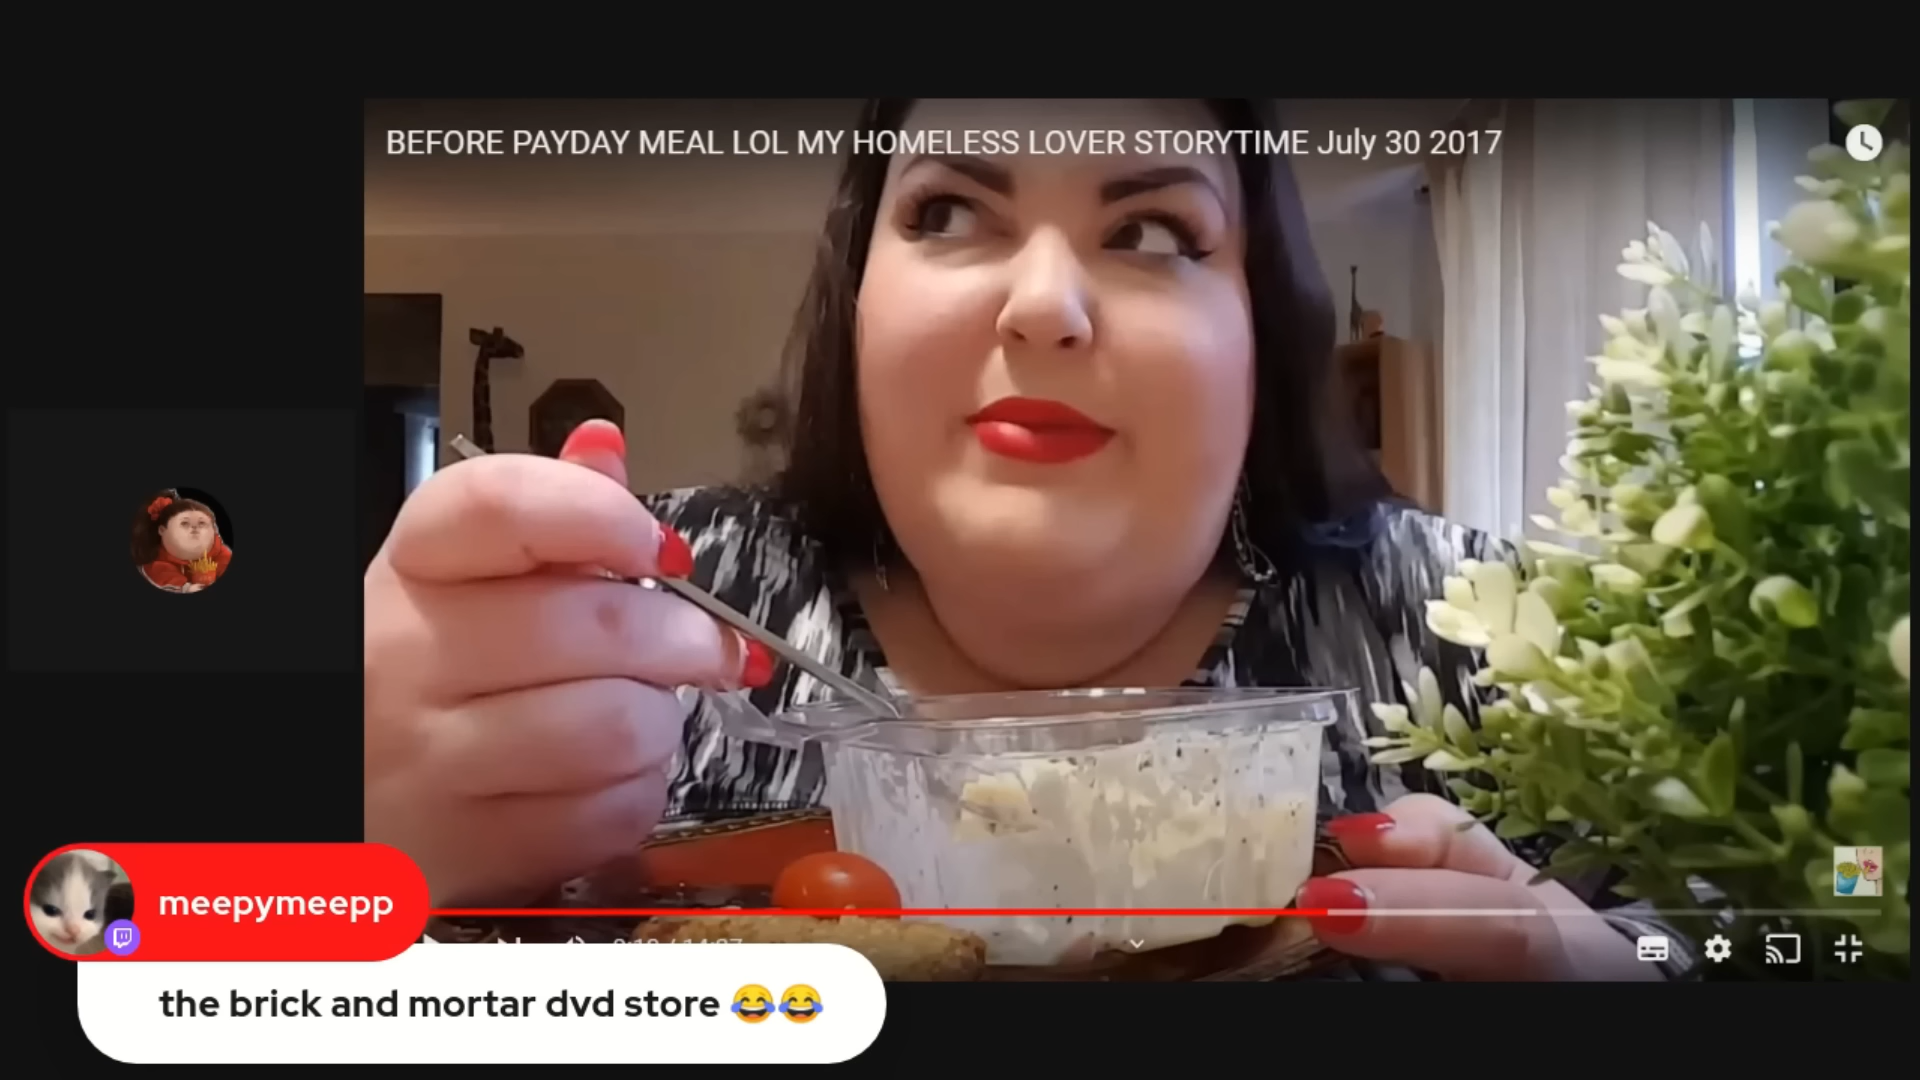 BEFORE PAYDAY MEAL LOL MY HOMELESS LOVER STORYTIME July 30 2017
meepymeepp
the brick and mortar dvd store 😂😂